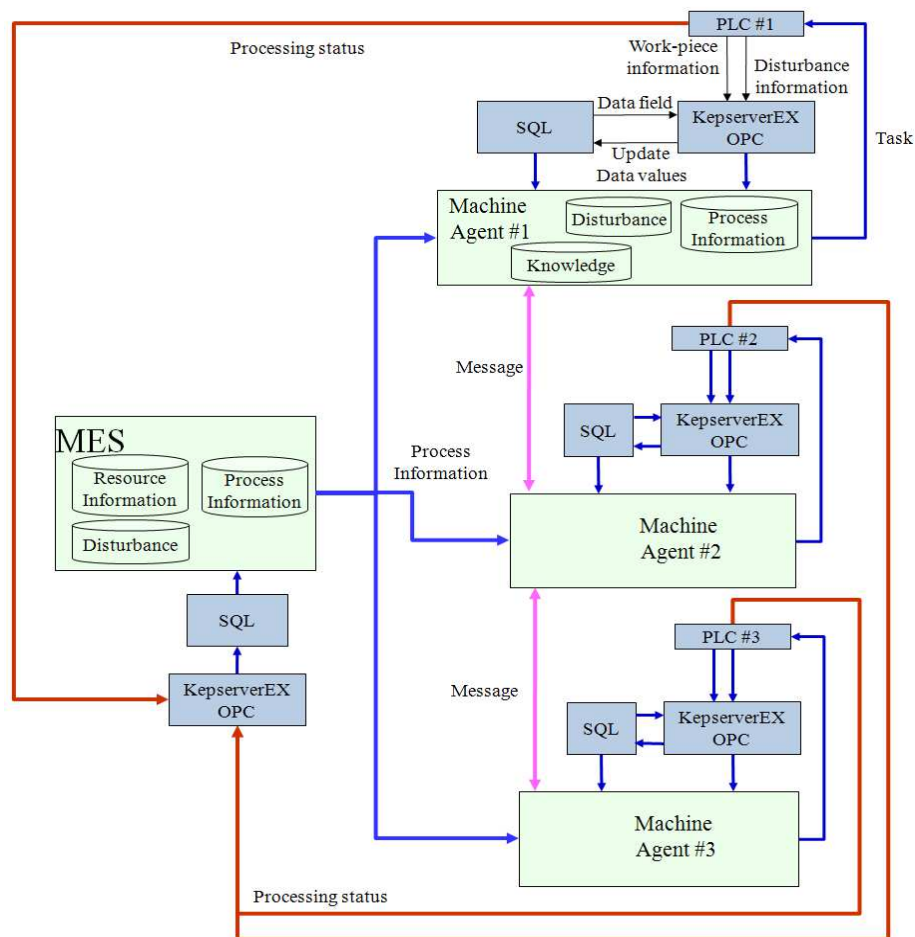 PLC #1
Processing status
Work-piece
information
Disturbance
information
Data field
SQL
KepserverEX
OPC
Task
Update
Data values
Machine
Agent #1
Disturbance
Process
Information
Knowledge
PLC #2
Message
SQL
KepserverEX
OPC
MES
Resource
Information
Process
Information
Disturbance
Process
Information
Machine
Agent #2
SQL
PLC #3
KepserverEX
OPC
Message
SQL
KepserverEX
OPC
Machine
Agent #3
Processing status